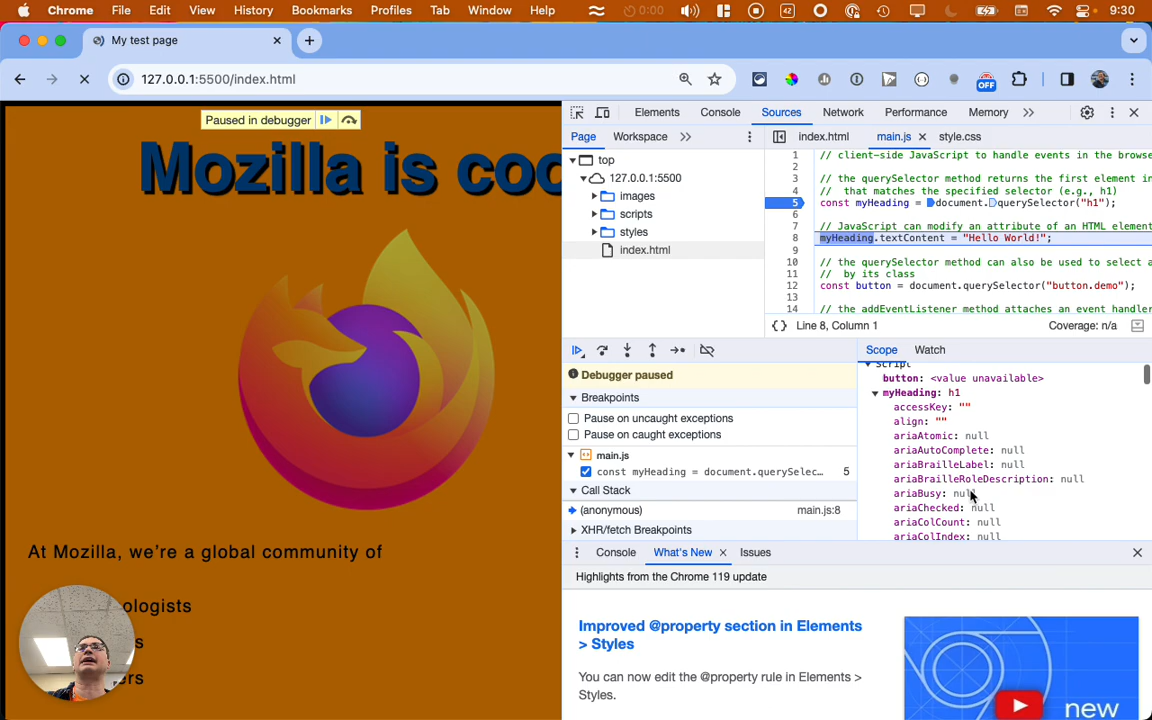 Chrome File Edit View History Bookmarks Profiles Tab Window Help 0:00 42 9:30
My test page
127.0.0.1:5500/index.html
OFF
Paused in debugger
Mozilla is coo
At Mozilla, we're a global community of
ologists
s
ers
Elements Console Sources Network Performance Memory
Page Workspace
index.html main.js style.css
top
127.0.0.1:5500
images
scripts
styles
index.html
1 // client-side JavaScript to handle events in the browse
2
3 // the querySelector method returns the first element in
4 // that matches the specified selector (e.g., h1)
5 const myHeading = document.querySelector("h1");
6
7 // JavaScript can modify an attribute of an HTML element
8 myHeading.textContent = "Hello World!";
9
10 // the querySelector method can also be used to select a
11 // by its class
12 const button = document.querySelector("button.demo");
13
14 // the addEventListener method attaches an event handler
{} Line 8, Column 1 Coverage: n/a
Debugger paused
Breakpoints
Pause on uncaught exceptions
Pause on caught exceptions
main.js
const myHeading = document.querySelec... 5
Call Stack
(anonymous) main.js:8
XHR/fetch Breakpoints
Scope Watch
Script
button: <value unavailable>
myHeading: h1
accessKey: ""
align: ""
ariaAtomic: null
ariaAutoComplete: null
ariaBrailleLabel: null
ariaBrailleRoleDescription: null
ariaBusy: null
ariaChecked: null
ariaColCount: null
ariaColIndex: null
Console What's New Issues
Highlights from the Chrome 119 update
Improved @property section in Elements
> Styles
You can now edit the @property rule in Elements >
Styles.
new